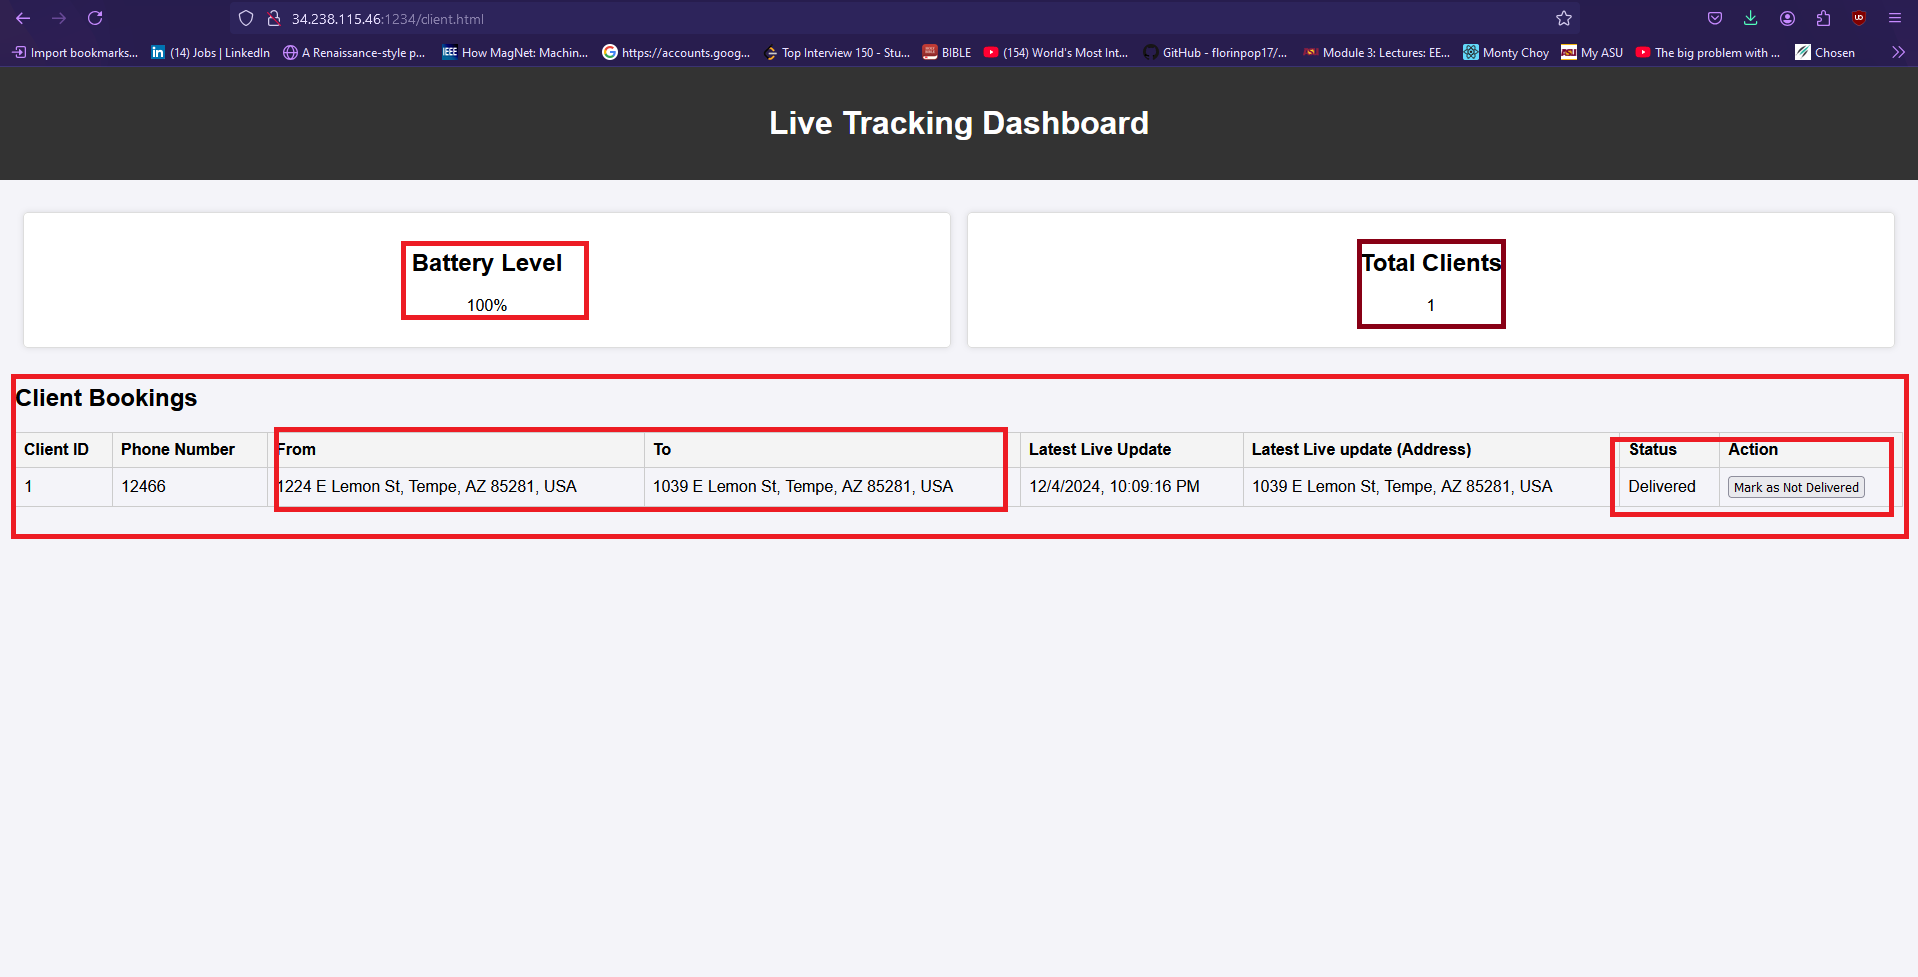 34.238.115.46:1234/client.html
Import bookmarks... (14) Jobs | LinkedIn A Renaissance-style p... IEEE How MagNet: Machin... https://accounts.goog... Top Interview 150 - Stu... BIBLE (154) World's Most Int... GitHub - florinpop17/... Module 3: Lectures: EE... Monty Choy My ASU The big problem with ... Chosen
Live Tracking Dashboard
Battery Level
100%
Total Clients
1
Client Bookings
Client ID Phone Number From To Latest Live Update Latest Live update (Address) Status Action
1 12466 1224 E Lemon St, Tempe, AZ 85281, USA 1039 E Lemon St, Tempe, AZ 85281, USA 12/4/2024, 10:09:16 PM 1039 E Lemon St, Tempe, AZ 85281, USA Delivered Mark as Not Delivered